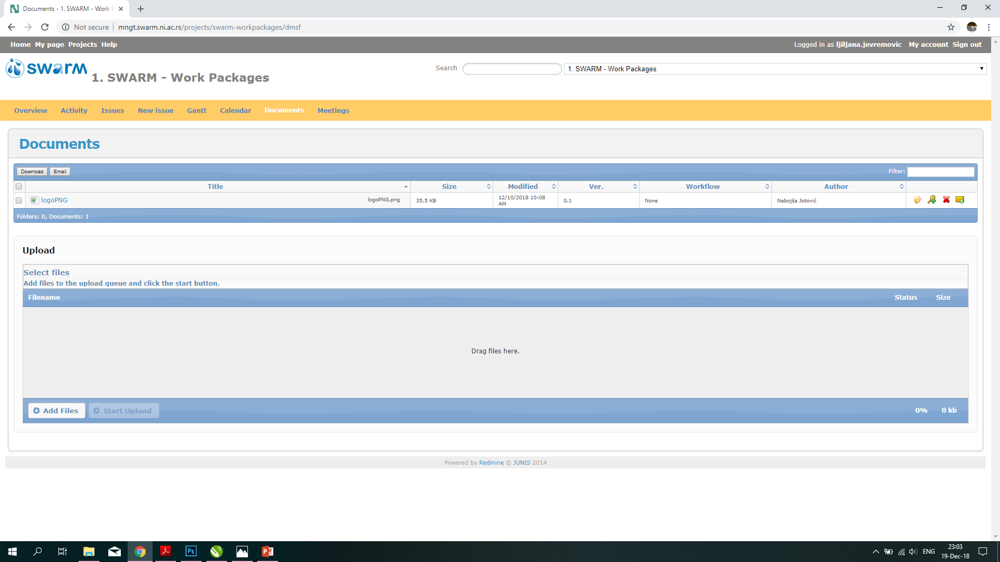 Documents - 1. SWARM - Work P
Not secure | mngt.swarm.ni.ac.rs/projects/swarm-workpackages/dmsf
Home My page Projects Help
Logged in as ljiljana.jevremovic My account Sign out
swarm
1. SWARM - Work Packages
Search
1. SWARM - Work Packages
Overview Activity Issues New issue Gantt Calendar Documents Meetings
Documents
Download Email Filter:
Title Size Modified Ver. Workflow Author
logoPNG logoPNG.png 35.5 KB 12/10/2018 10:08 AM 0.1 None Nebojša Jotović
Folders: 0, Documents: 1
Upload
Select files
Add files to the upload queue and click the start button.
Filename Status Size
Drag files here.
Add Files Start Upload 0% 0 kb
Powered by Redmine © JUNIS 2014
Ps
ENG
23:03
19-Dec-18